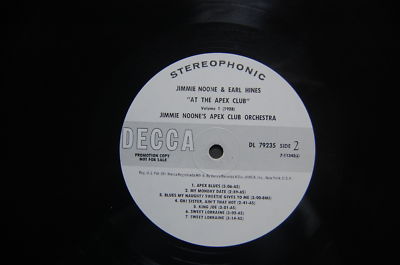 STEREOPHONIC
JIMMIE NOONE & EARL HINES
"AT THE APEX CLUB"
Volume 1 (1928)
JIMMIE NOONE'S APEX CLUB ORCHESTRA
DECCA
DL 79235 SIDE 2
PROMOTION COPY
NOT FOR SALE
1. APEX BLUES
2. MY MONDAY DATE
3. BLUES MY NAUGHTY SWEETIE GIVES TO ME
4. OH! SISTER, AIN'T THAT HOT
5. KING JOE
6. SWEET LORRAINE
7. SWEET LORRAINE